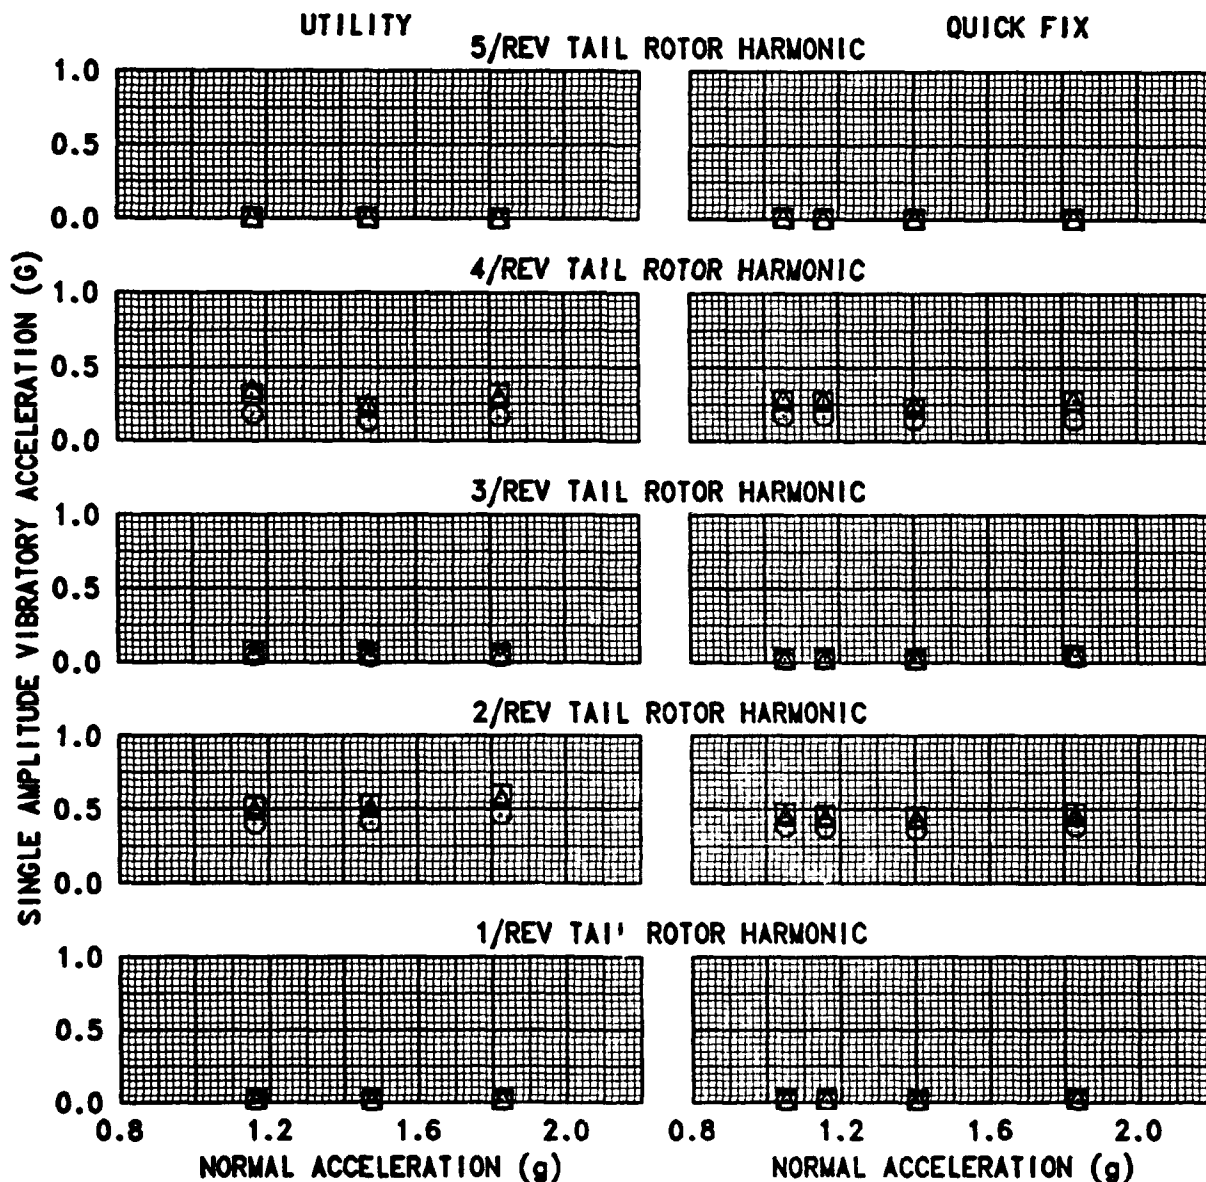 UTILITY
QUICK FIX
5/REV TAIL ROTOR HARMONIC
1.0
0.5
0.0
4/REV TAIL ROTOR HARMONIC
1.0
0.5
0.0
3/REV TAIL ROTOR HARMONIC
1.0
0.5
0.0
2/REV TAIL ROTOR HARMONIC
1.0
0.5
0.0
1/REV TAI' ROTOR HARMONIC
1.0
0.5
0.0
SINGLE AMPLITUDE VIBRATORY ACCELERATION (G)
0.8 1.2 1.6 2.0
0.8 1.2 1.6 2.0
NORMAL ACCELERATION (g)
NORMAL ACCELERATION (g)